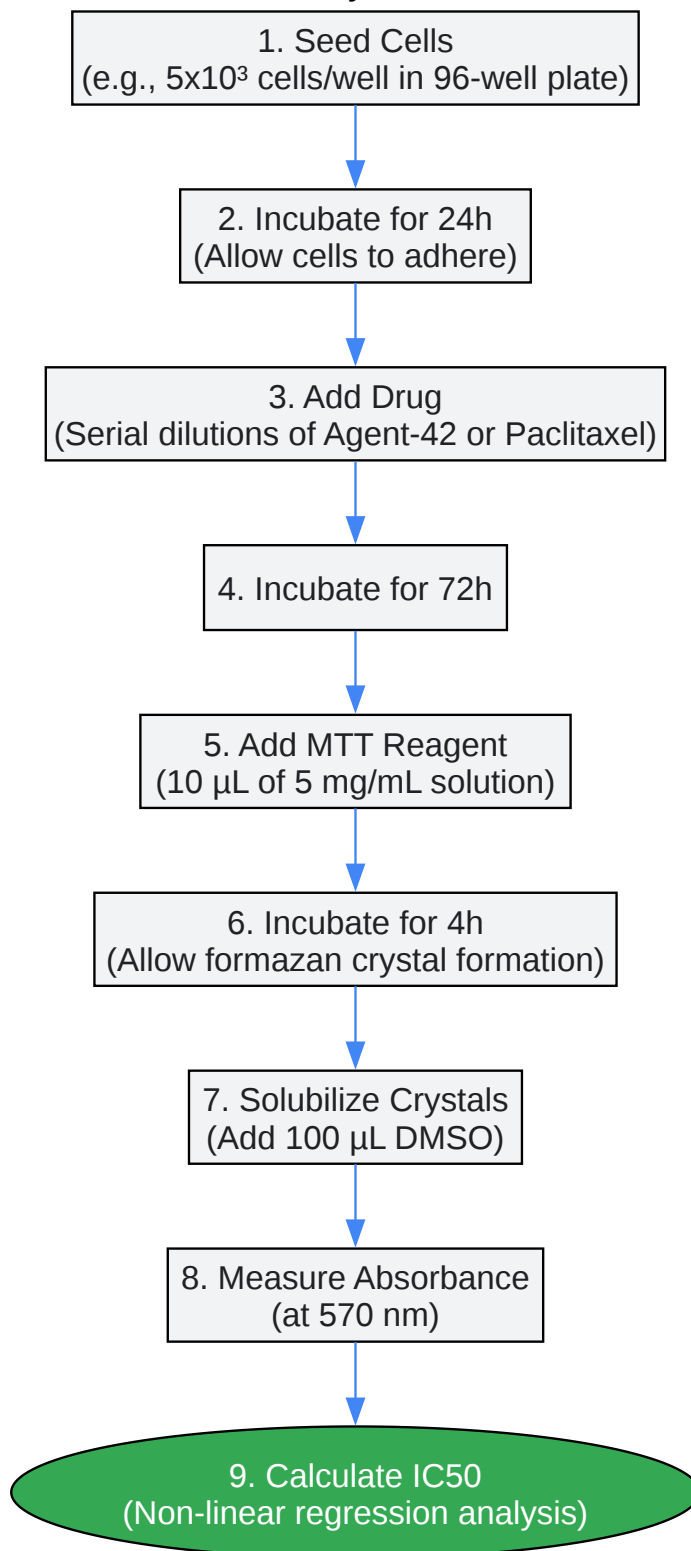 1. Seed Cells
(e.g., 5x10³ cells/well in 96-well plate)
2. Incubate for 24h
(Allow cells to adhere)
3. Add Drug
(Serial dilutions of Agent-42 or Paclitaxel)
4. Incubate for 72h
5. Add MTT Reagent
(10 µL of 5 mg/mL solution)
6. Incubate for 4h
(Allow formazan crystal formation)
7. Solubilize Crystals
(Add 100 µL DMSO)
8. Measure Absorbance
(at 570 nm)
9. Calculate IC50
(Non-linear regression analysis)